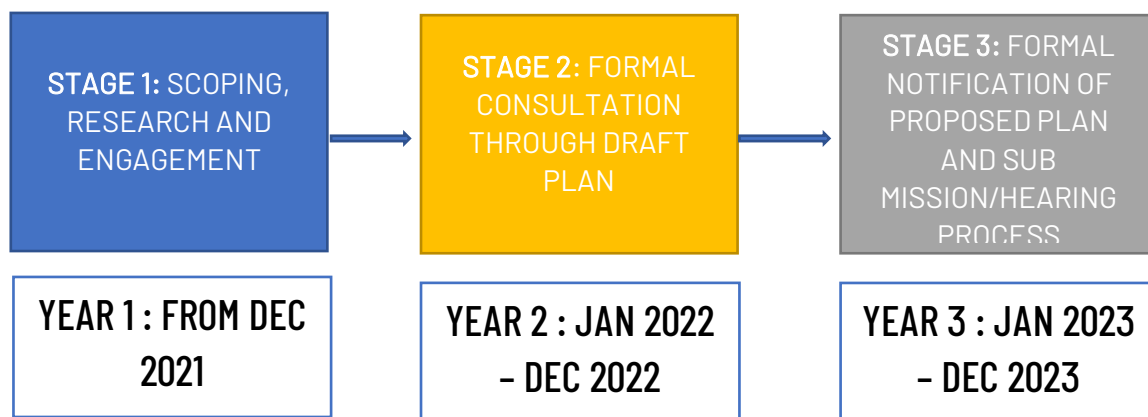 STAGE 1: SCOPING,
RESEARCH AND
ENGAGEMENT
STAGE 2: FORMAL
CONSULTATION
THROUGH DRAFT
PLAN
STAGE 3: FORMAL
NOTIFICATION OF
PROPOSED PLAN
AND SUB
MISSION/HEARING
PROCESS
YEAR 1 : FROM DEC
2021
YEAR 2 : JAN 2022
– DEC 2022
YEAR 3 : JAN 2023
– DEC 2023